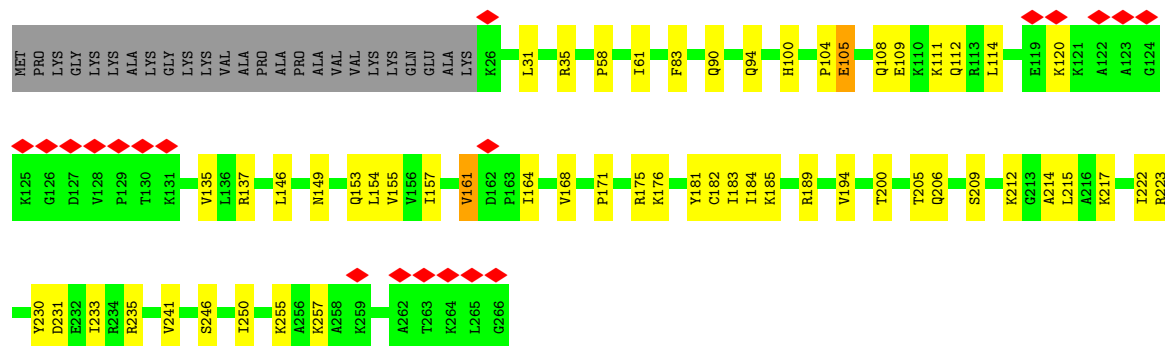 MET PRO LYS GLY LYS LYS ALA LYS GLY LYS LYS VAL ALA PRO ALA PRO ALA VAL VAL LYS LYS GLN GLU ALA LYS K26 L31 R35 P58 I61 F83 Q90 Q94 H100 P104 E105 Q108 E109 K110 K111 Q112 R113 L114 E119 K120 K121 A122 A123 G124
K125 G126 D127 V128 P129 T130 K131 V135 L136 R137 L146 N149 Q153 L154 V155 V156 I157 V161 D162 P163 I164 V168 P171 R175 K176 Y181 C182 I183 I184 K185 R189 V194 T200 T205 Q206 S209 K212 G213 A214 L215 A216 K217 I222 R223
Y230 D231 E232 I233 R234 R235 V241 S246 I250 K255 A256 K257 A258 K259 A262 T263 K264 L265 G266